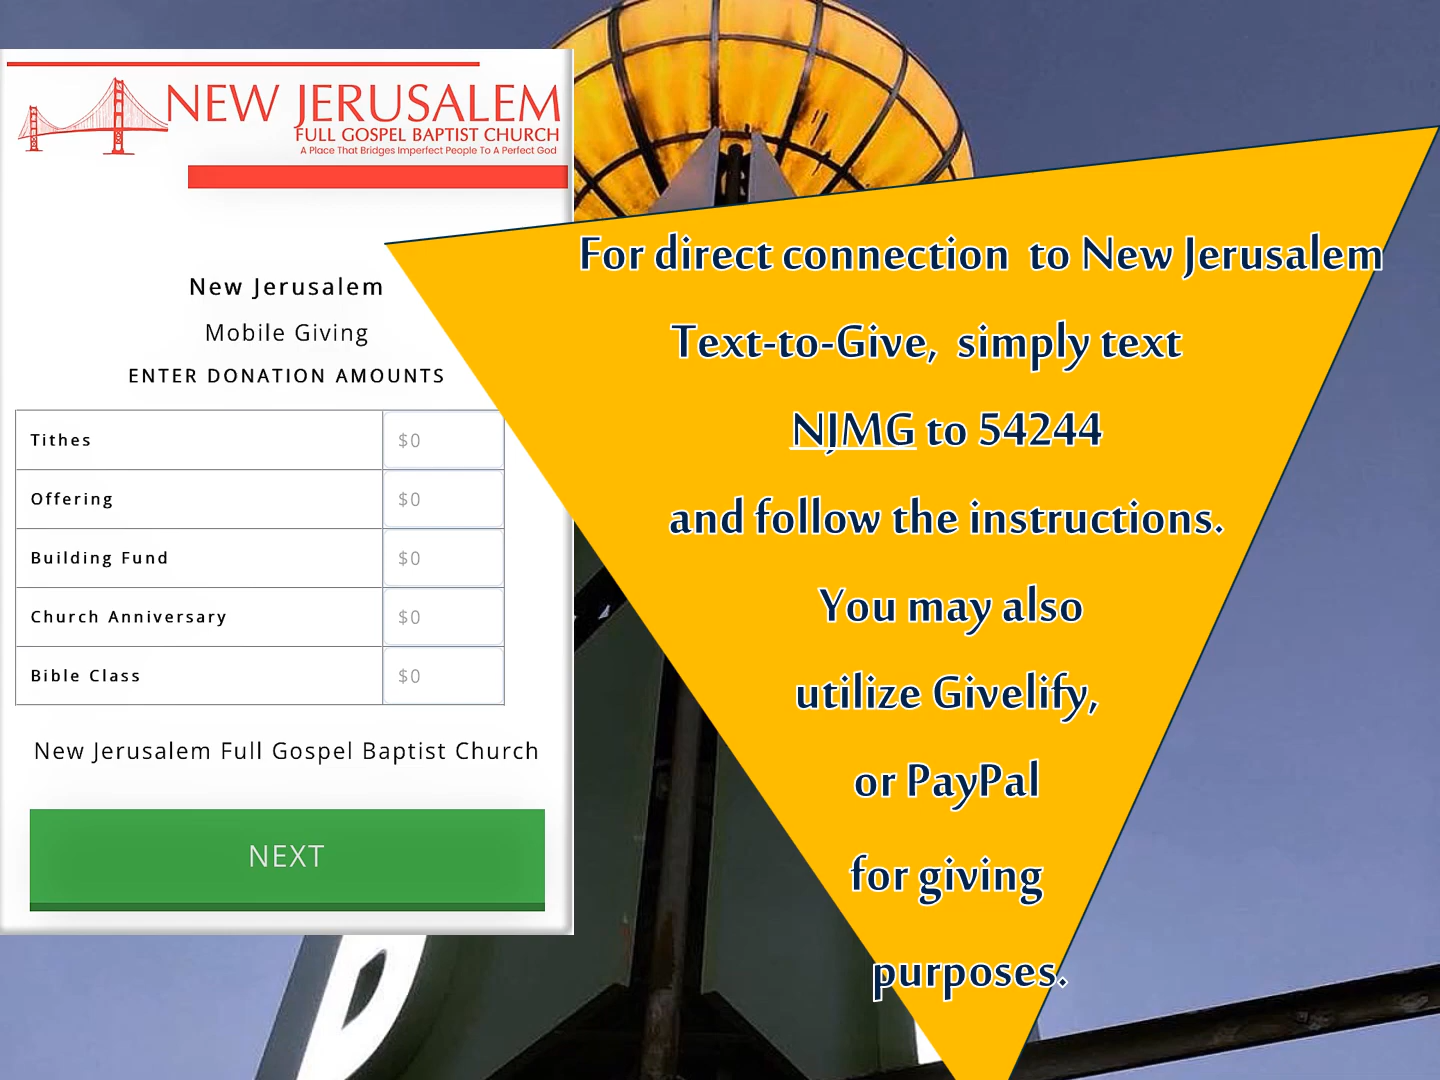 NEW JERUSALEM
FULL GOSPEL BAPTIST CHURCH
A Place That Bridges Imperfect People To A Perfect God
New Jerusalem
Mobile Giving
ENTER DONATION AMOUNTS
Tithes $0
Offering $0
Building Fund $0
Church Anniversary $0
Bible Class $0
New Jerusalem Full Gospel Baptist Church
NEXT
For direct connection to New Jerusalem
Text-to-Give, simply text
NJMG to 54244
and follow the instructions.
You may also
utilize Givelify,
or PayPal
for giving
purposes.